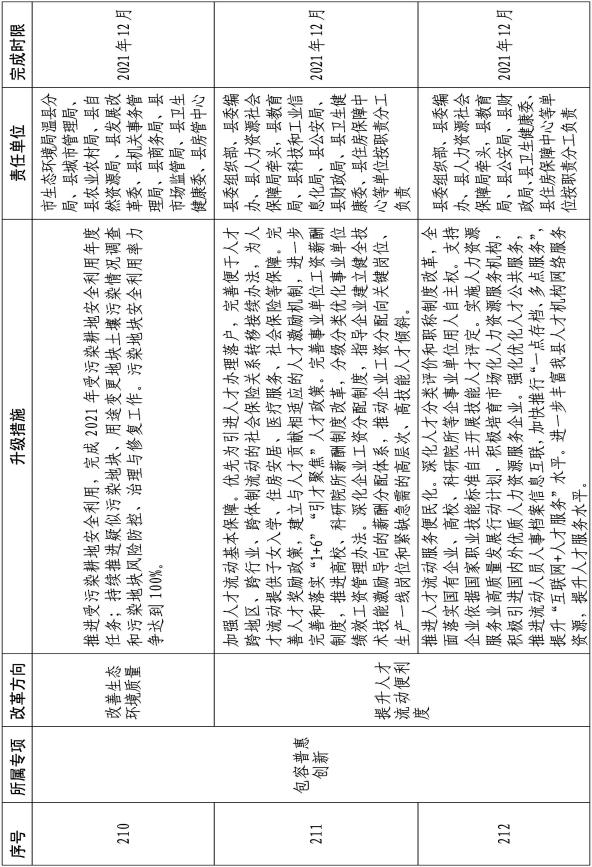 序号
所属专项
改革方向
升级措施
责任单位
完成时限
210
包容普惠
创新
改善生态
环境质量
推进受污染耕地安全利用，完成2021年受污染耕地安全利用年度
任务；持续推进疑似污染地块、用途变更地块土壤污染情况调查
和污染地块风险防控、治理与修复工作。污染地块安全利用率力
争达到100%。
市生态环境局温县分
局、县城市管理局、
县农业农村局、县自
然资源局、县发展改
革委、县机关事务管
理局、县商务局、县
市场监管局、县卫生
健康委、县房管中心
2021年12月
211
提升人才
流动便利
度
加强人才流动基本保障。优先为引进人才办理落户，完善便于人才
跨地区、跨行业、跨体制流动的社会保险关系转移接续办法，为人
才流动提供子女入学、住房安居、医疗服务、社会保险等保障。完
善人才奖励政策，建立与人才贡献相适应的人才激励机制，进一步
完善和落实“1+6”“引才聚焦”人才政策。完善事业单位工资薪酬
制度，推进高校、科研院所薪酬制度改革，分级分类优化事业单位
绩效工资管理办法。深化企业工资分配制度，指导企业建立健全技
术技能激励导向的薪酬分配体系，推动企业工资分配向关键岗位、
生产一线岗位和紧缺急需的高层次、高技能人才倾斜。
县委组织部、县委编
办、县人力资源社会
保障局牵头，县教育
局、县科技和工业信
息化局、县公安局、
县财政局、县卫生健
康委、县住房保障中
心等单位按职责分工
负责
2021年12月
212
推进人才流动服务便民化。深化人才分类评价和职称制度改革，全
面落实国有企业、高校、科研院所等企事业单位用人自主权。支持
企业依据国家职业技能标准自主开展技能人才评定。实施人力资源
服务业高质量发展行动计划，积极培育市场化人力资源服务机构，
积极引进国内外优质人力资源服务企业。强化优化人才公共服务，
推进流动人员人事档案信息互联，加快推行“一点存档、多点服务”，
提升“互联网+人才服务”水平。进一步丰富我县人才机构网络服务
资源，提升人才服务水平。
县委组织部、县委编
办、县人力资源社会
保障局牵头，县教育
局、县公安局、县财
政局、县卫生健康委、
县住房保障中心等单
位按职责分工负责
2021年12月